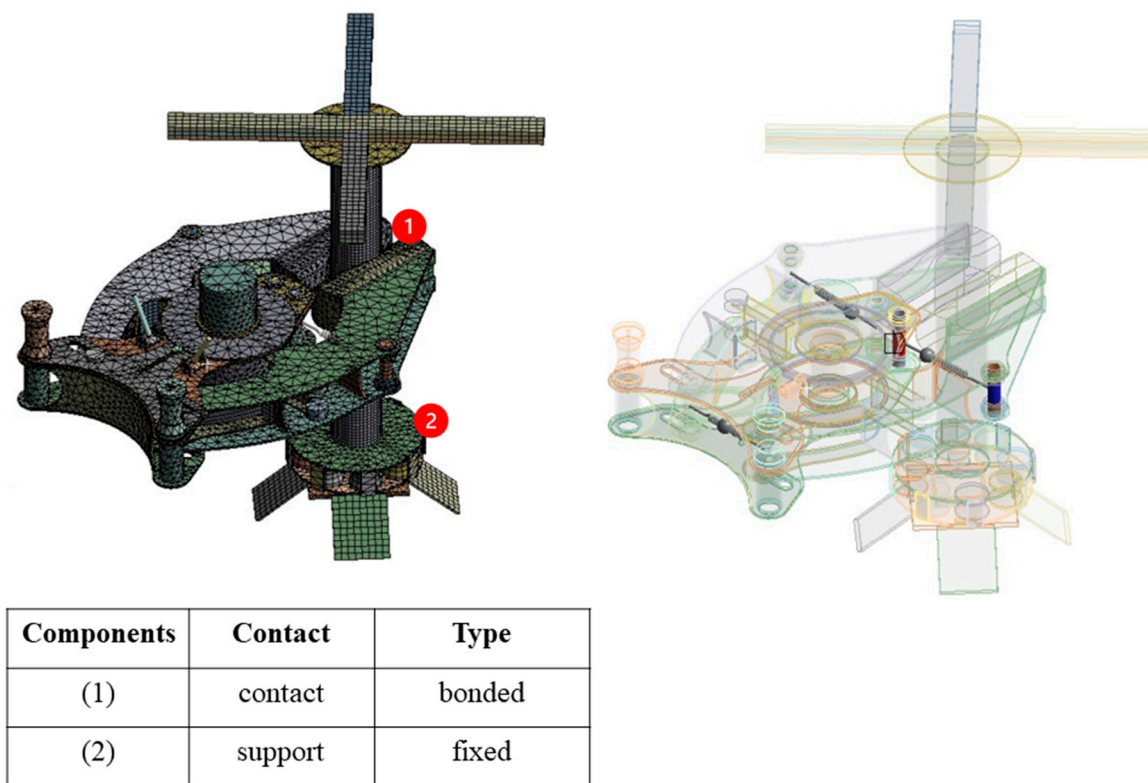 1
2
Components Contact Type
(1) contact bonded
(2) support fixed